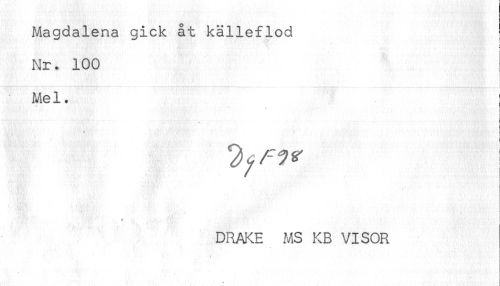 Magdalena gick åt källeflod
Nr. 100
Mel.
DgF98
DRAKE MS KB VISOR